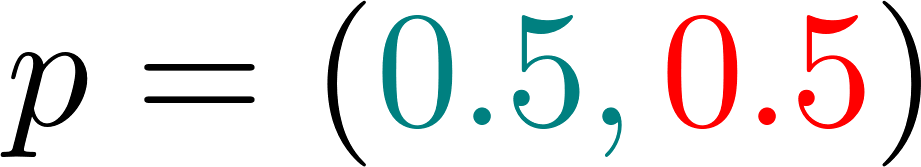 p = (0.5, 0.5)